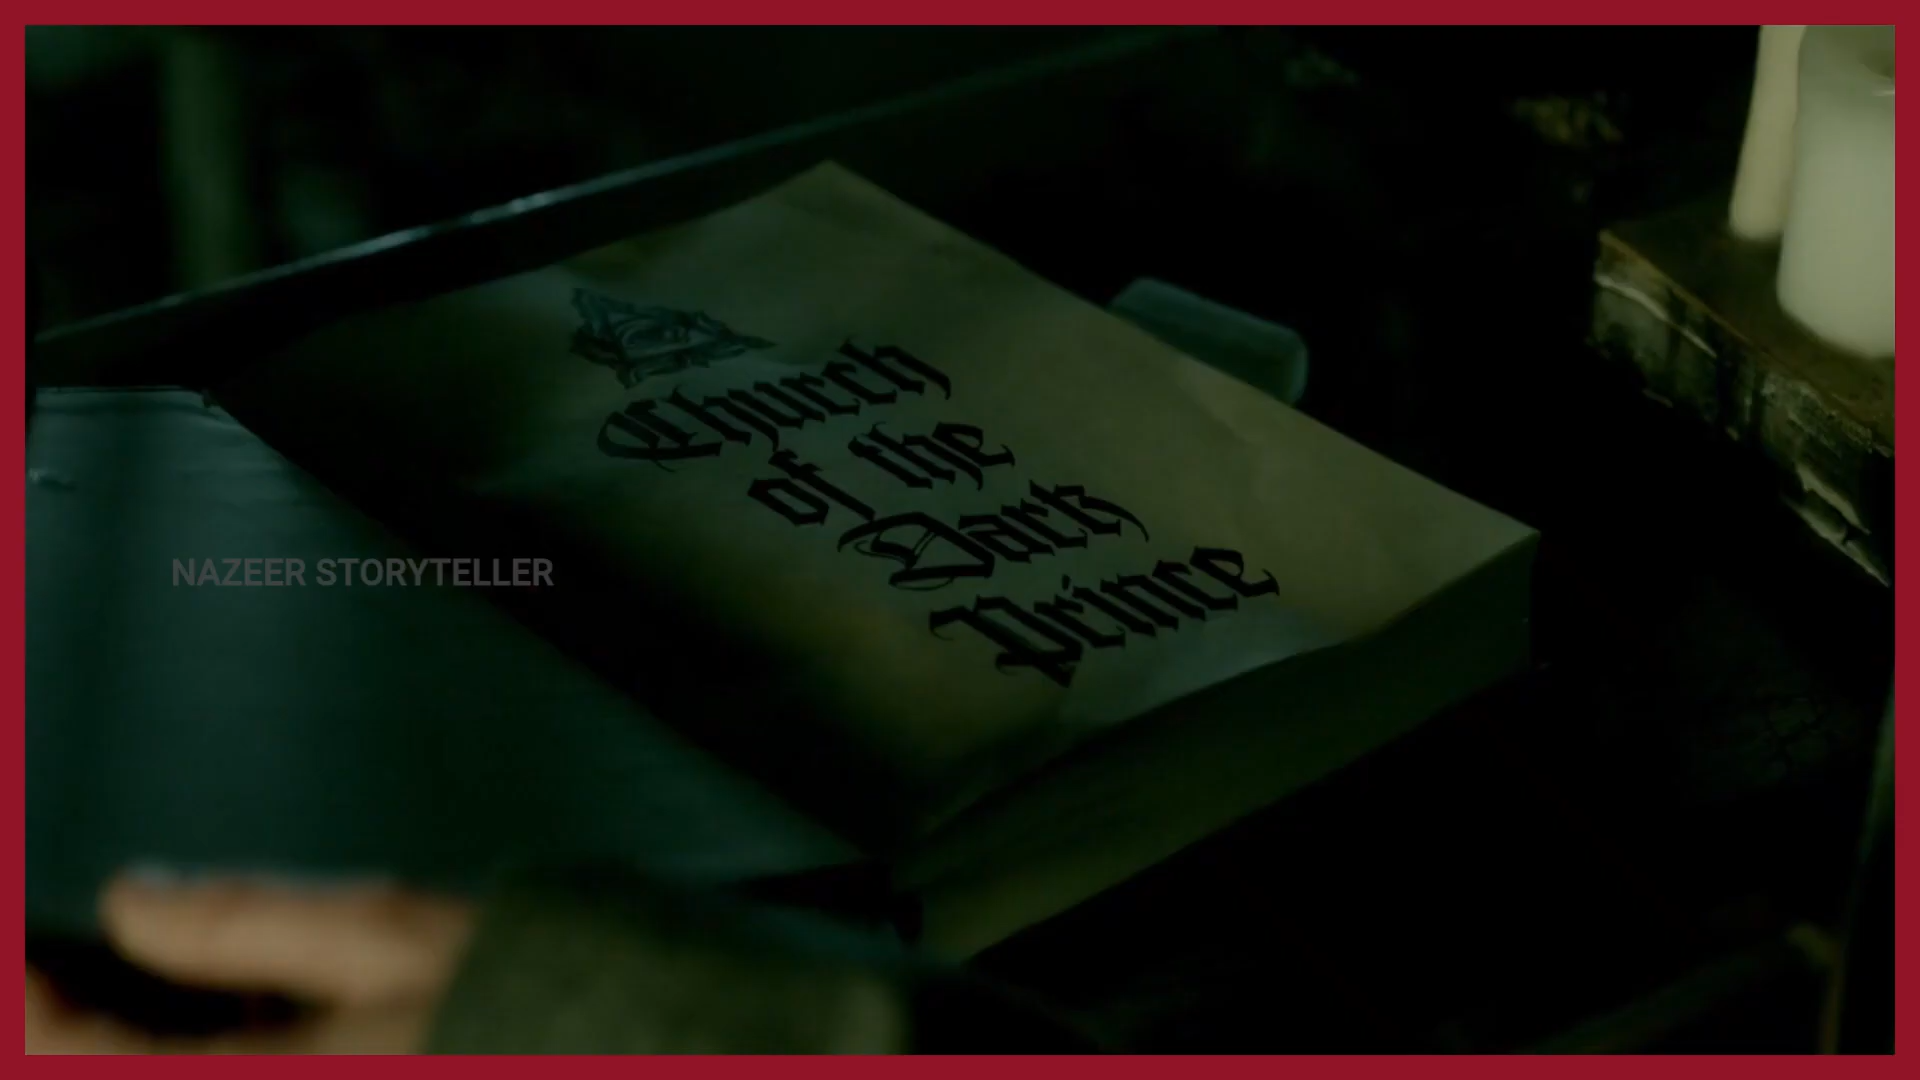 Church
of the
Dark
Prince
NAZEER STORYTELLER